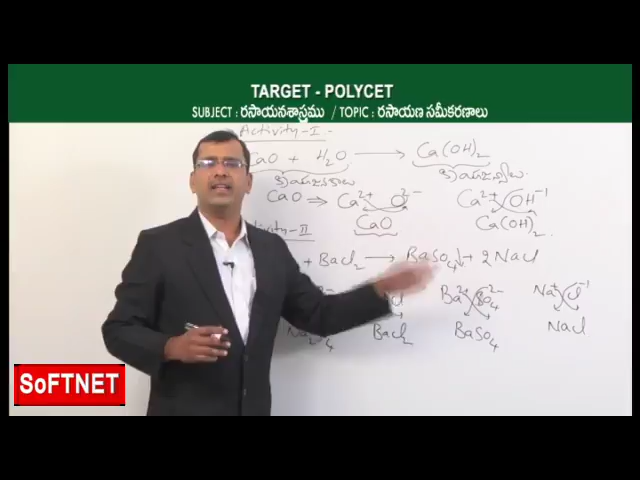 TARGET - POLYCET
SUBJECT : రసాయనశాస్త్రము / TOPIC : రసాయన సమీకరణాలు
Activity-I :-
CaO + H₂O ⟶ Ca(OH)₂
CaO ⇒ Ca²⁺ O²⁻ Ca²⁺ OH⁻¹
CaO Ca(OH)₂
-II
+ BaCl₂ ⟶ BaSO₄↓ + 2NaCl
Ba²⁺ SO₄²⁻ Na⁺ Cl⁻¹
Na₂SO₄ BaCl₂ BaSO₄ NaCl
SoFTNET